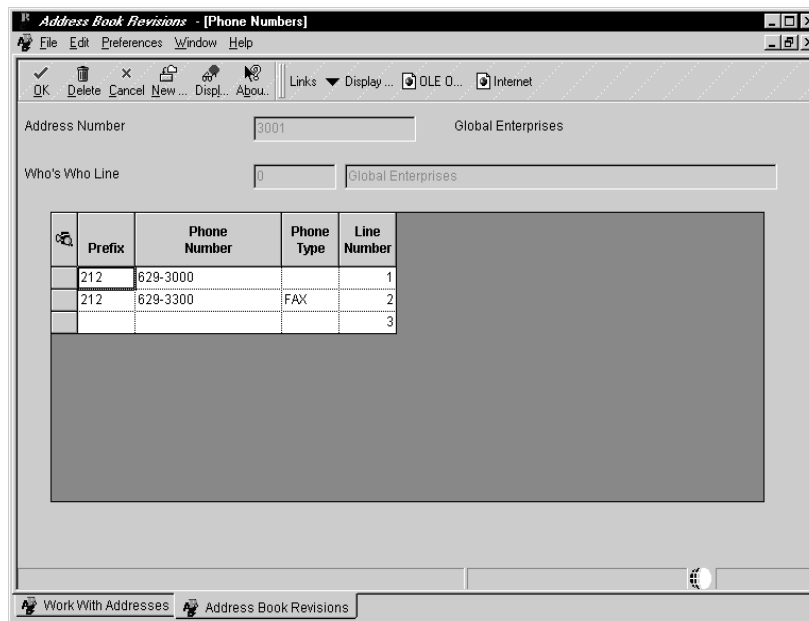 Address Book Revisions - [Phone Numbers]
File Edit Preferences Window Help
OK Delete Cancel New ... Displ... Abou.. Links Display ... OLE O... Internet
Address Number 3001 Global Enterprises
Who's Who Line 0 Global Enterprises
Prefix Phone Number Phone Type Line Number
212 629-3000 1
212 629-3300 FAX 2
3
Work With Addresses Address Book Revisions